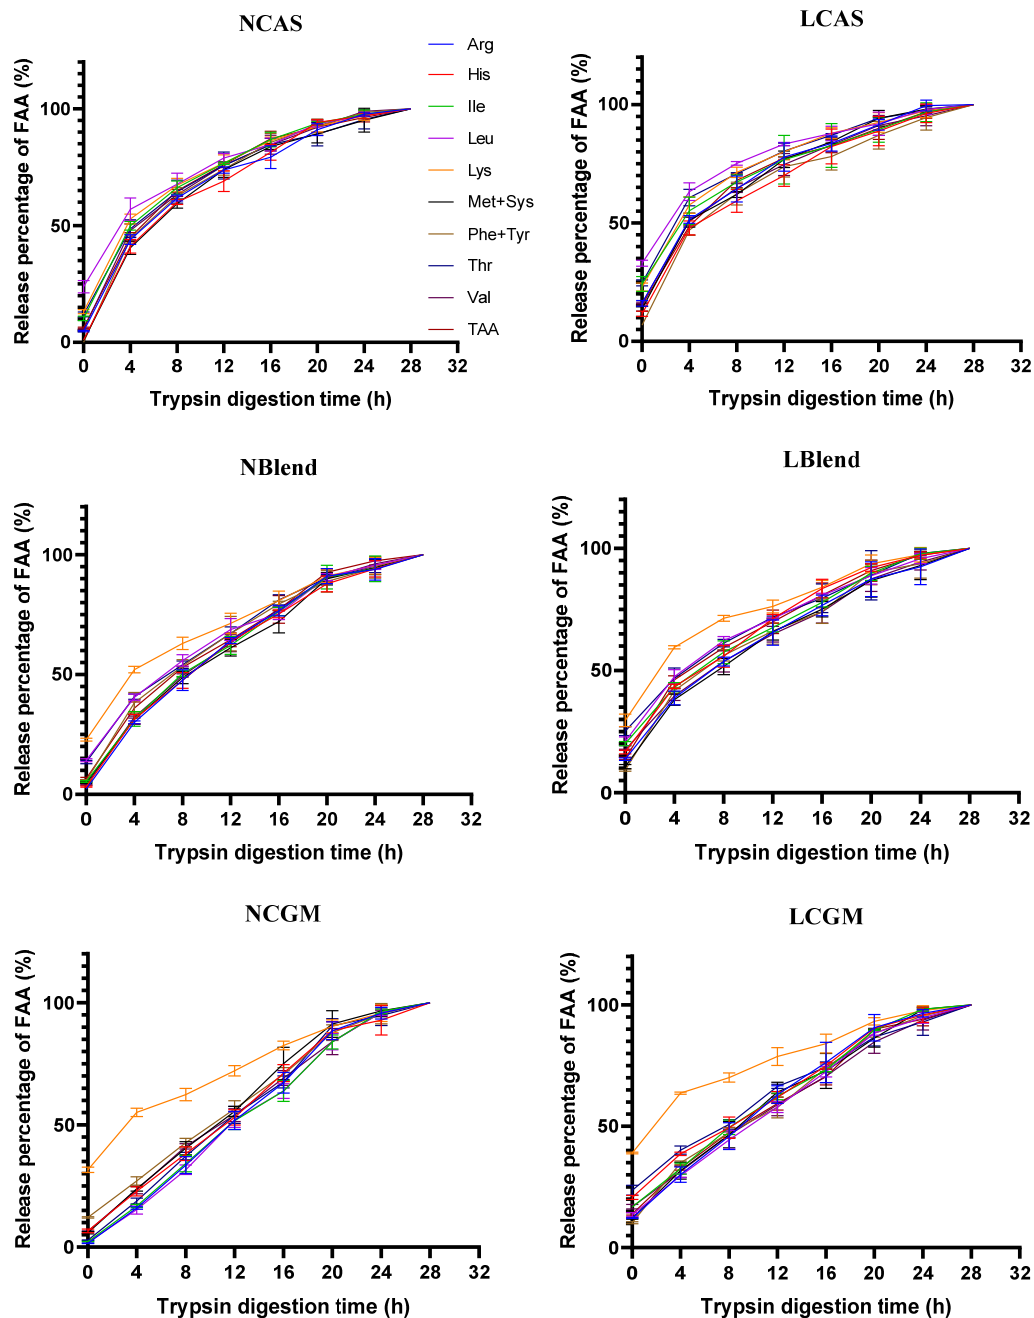 NCAS
Release percentage of FAA (%)
100
50
0
0 4 8 12 16 20 24 28 32
Trypsin digestion time (h)
Arg
His
Ile
Leu
Lys
Met+Sys
Phe+Tyr
Thr
Val
TAA
LCAS
Release percentage of FAA (%)
100
50
0
0 4 8 12 16 20 24 28 32
Trypsin digestion time (h)
NBlend
Release percentage of FAA (%)
100
50
0
0 4 8 12 16 20 24 28 32
Trypsin digestion time (h)
LBlend
Release percentage of FAA (%)
100
50
0
0 4 8 12 16 20 24 28 32
Trypsin digestion time (h)
NCGM
Release percentage of FAA (%)
100
50
0
0 4 8 12 16 20 24 28 32
Trypsin digestion time (h)
LCGM
Release percentage of FAA (%)
100
50
0
0 4 8 12 16 20 24 28 32
Trypsin digestion time (h)